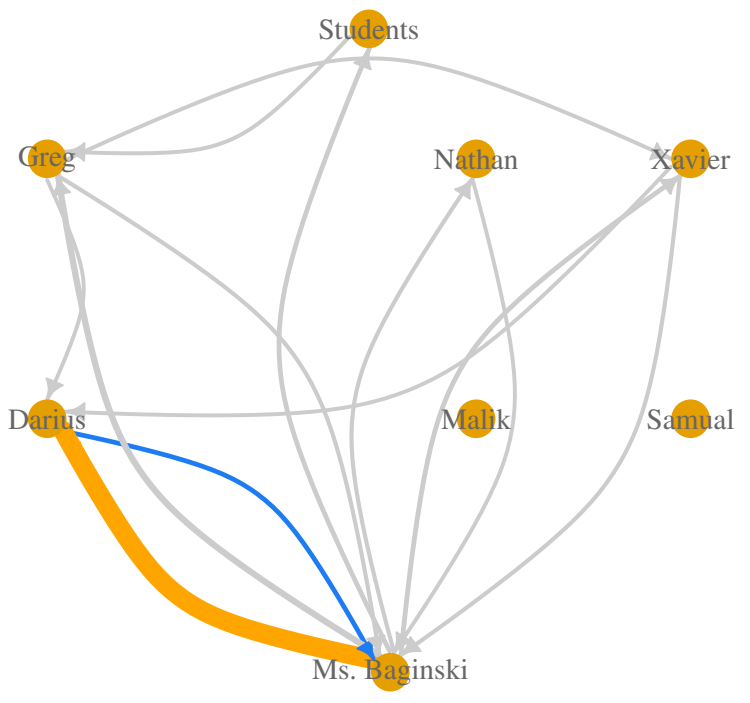 Students
Greg
Nathan
Xavier
Darius
Malik
Samual
Ms. Baginski